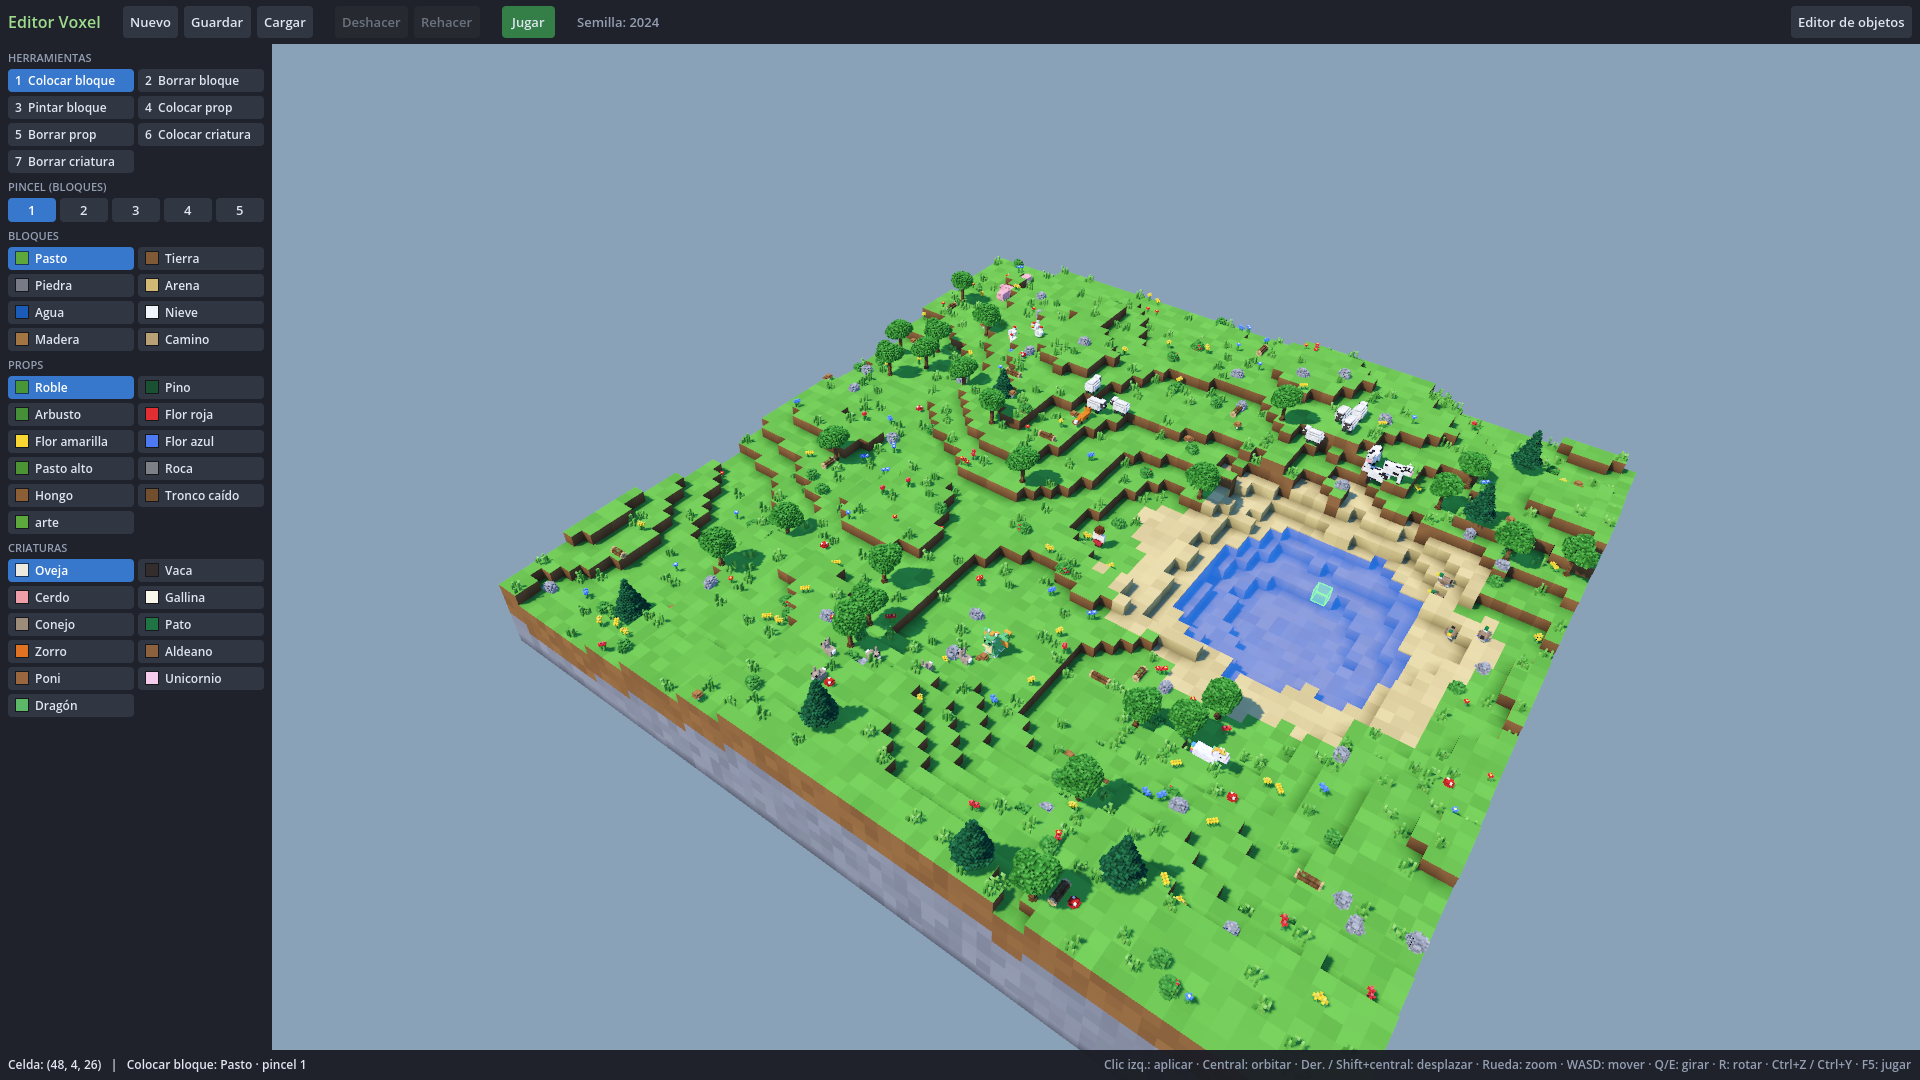 Editor Voxel Nuevo Guardar Cargar Deshacer Rehacer Jugar Semilla: 2024 Editor de objetos
HERRAMIENTAS
1 Colocar bloque 2 Borrar bloque
3 Pintar bloque 4 Colocar prop
5 Borrar prop 6 Colocar criatura
7 Borrar criatura
PINCEL (BLOQUES)
1 2 3 4 5
BLOQUES
Pasto Tierra
Piedra Arena
Agua Nieve
Madera Camino
PROPS
Roble Pino
Arbusto Flor roja
Flor amarilla Flor azul
Pasto alto Roca
Hongo Tronco caído
arte
CRIATURAS
Oveja Vaca
Cerdo Gallina
Conejo Pato
Zorro Aldeano
Poni Unicornio
Dragón
Celda: (48, 4, 26) | Colocar bloque: Pasto · pincel 1 Clic izq.: aplicar · Central: orbitar · Der. / Shift+central: desplazar · Rueda: zoom · WASD: mover · Q/E: girar · R: rotar · Ctrl+Z / Ctrl+Y · F5: jugar